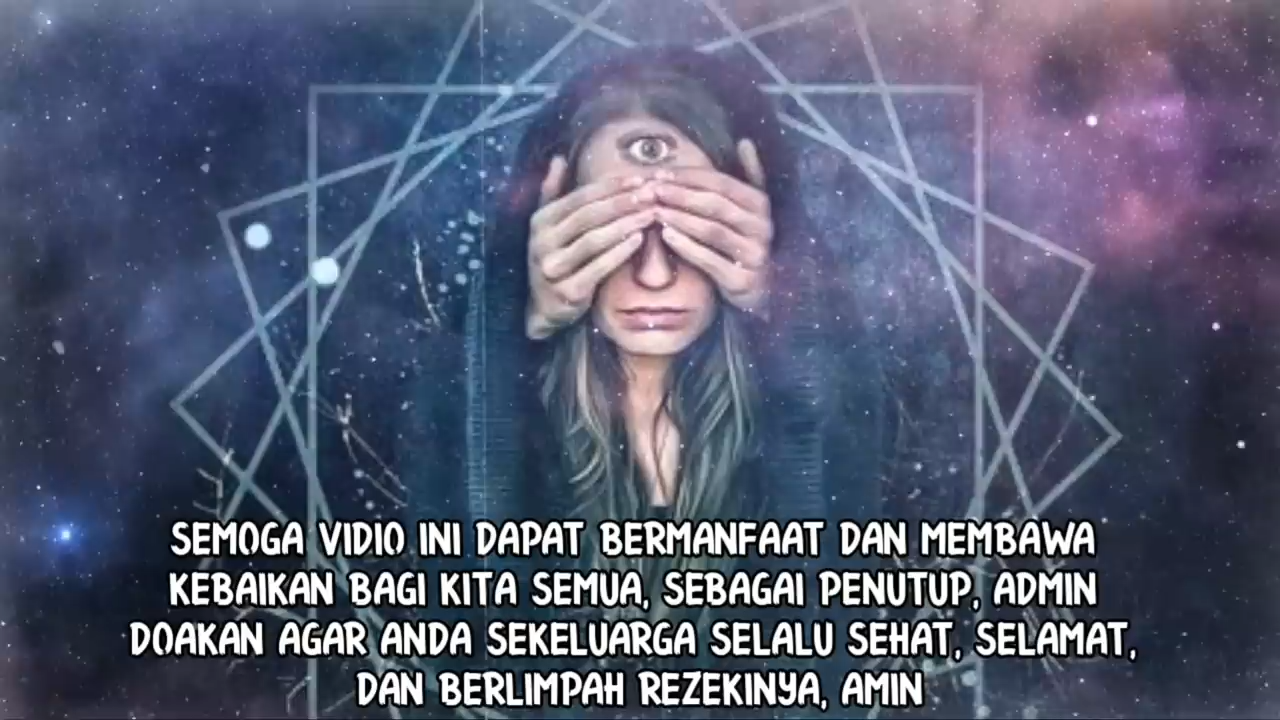 SEMOGA VIDIO INI DAPAT BERMANFAAT DAN MEMBAWA
KEBAIKAN BAGI KITA SEMUA, SEBAGAI PENUTUP, ADMIN
DOAKAN AGAR ANDA SEKELUARGA SELALU SEHAT, SELAMAT,
DAN BERLIMPAH REZEKINYA, AMIN